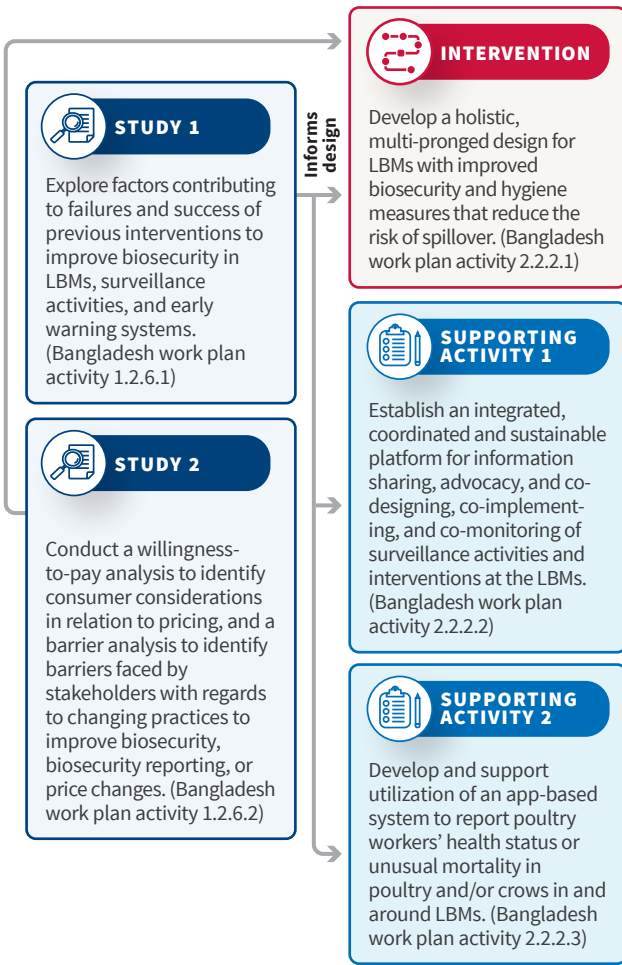 STUDY 1
Explore factors contributing
to failures and success of
previous interventions to
improve biosecurity in
LBMs, surveillance
activities, and early
warning systems.
(Bangladesh work plan
activity 1.2.6.1)
STUDY 2
Conduct a willingness-
to-pay analysis to identify
consumer considerations
in relation to pricing, and a
barrier analysis to identify
barriers faced by
stakeholders with regards
to changing practices to
improve biosecurity,
biosecurity reporting, or
price changes. (Bangladesh
work plan activity 1.2.6.2)
Informs
design
INTERVENTION
Develop a holistic,
multi-pronged design for
LBMs with improved
biosecurity and hygiene
measures that reduce the
risk of spillover. (Bangladesh
work plan activity 2.2.2.1)
SUPPORTING
ACTIVITY 1
Establish an integrated,
coordinated and sustainable
platform for information
sharing, advocacy, and co-
designing, co-implement-
ing, and co-monitoring of
surveillance activities and
interventions at the LBMs.
(Bangladesh work plan
activity 2.2.2.2)
SUPPORTING
ACTIVITY 2
Develop and support
utilization of an app-based
system to report poultry
workers’ health status or
unusual mortality in
poultry and/or crows in and
around LBMs. (Bangladesh
work plan activity 2.2.2.3)